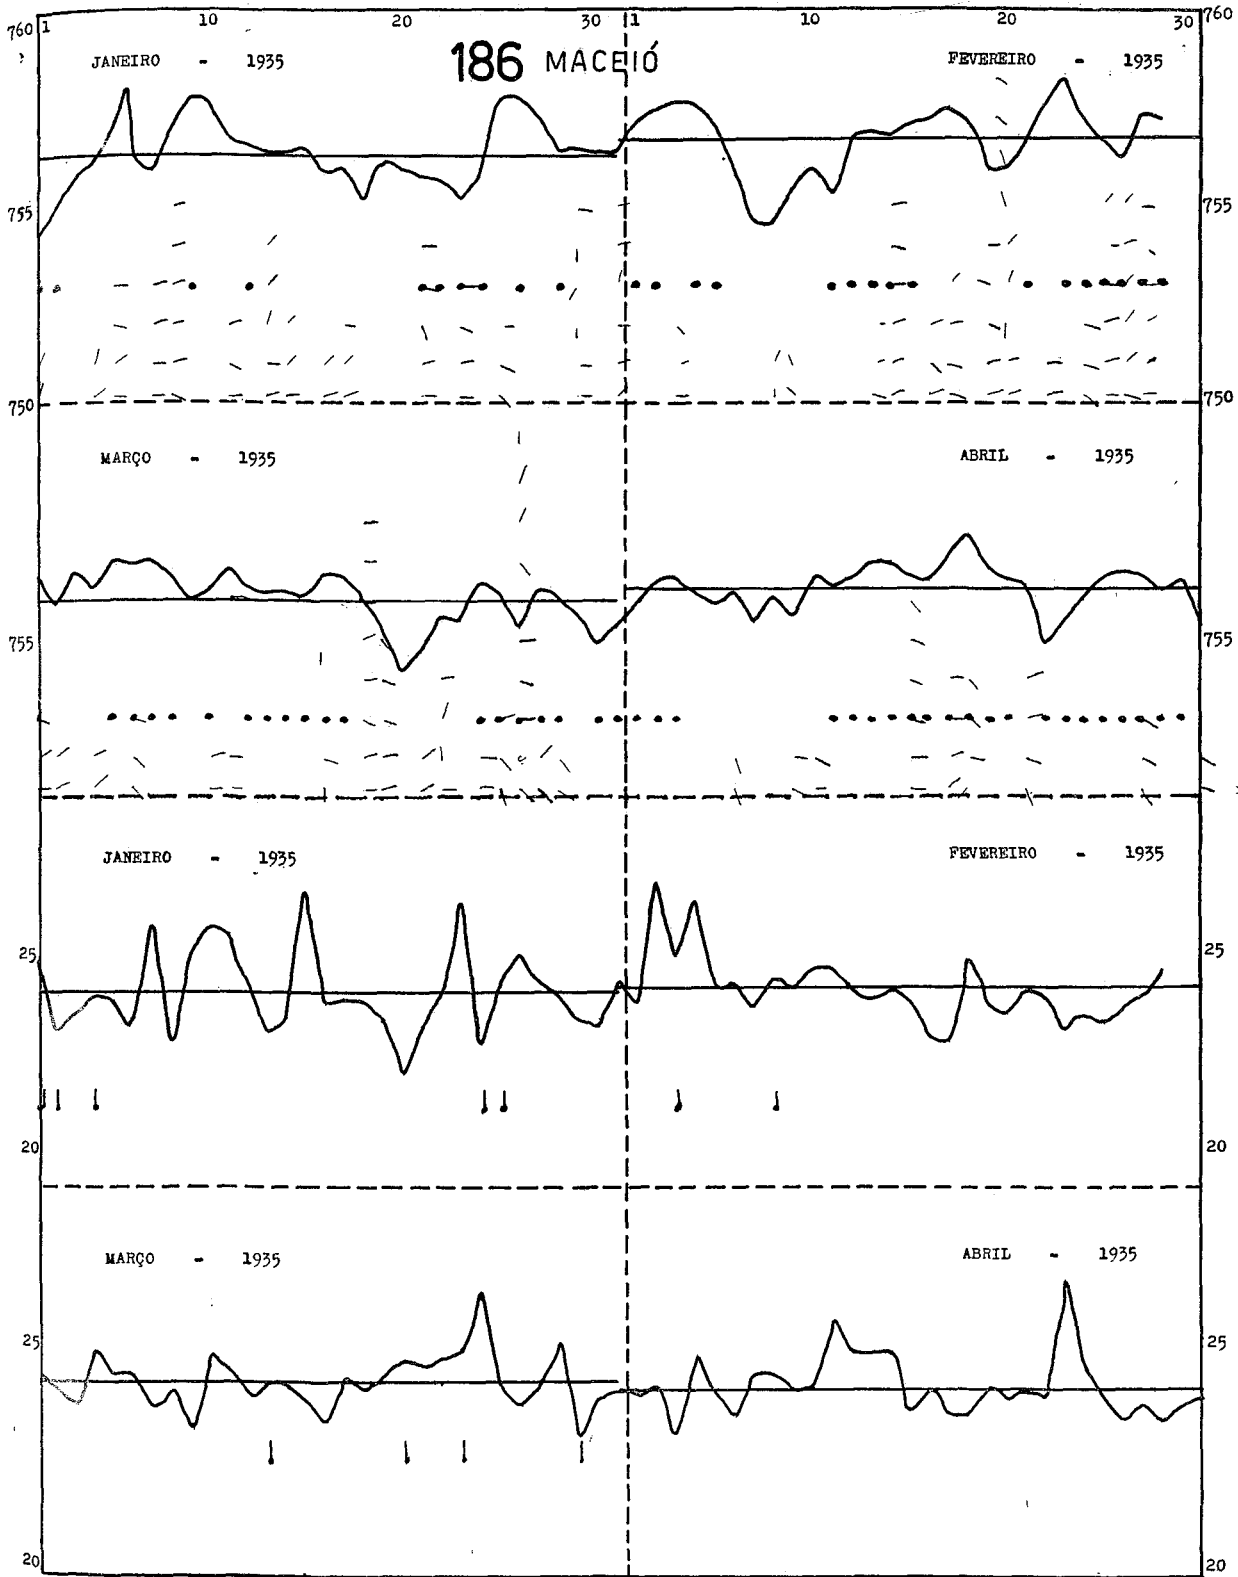 1 10 20 30 1 10 20 30
760 760
JANEIRO - 1935 186 MACEIÓ FEVEREIRO - 1935
755 755
750 750
MARÇO - 1935 ABRIL - 1935
755 755
JANEIRO - 1935 FEVEREIRO - 1935
25 25
20 20
MARÇO - 1935 ABRIL - 1935
25 25
20 20